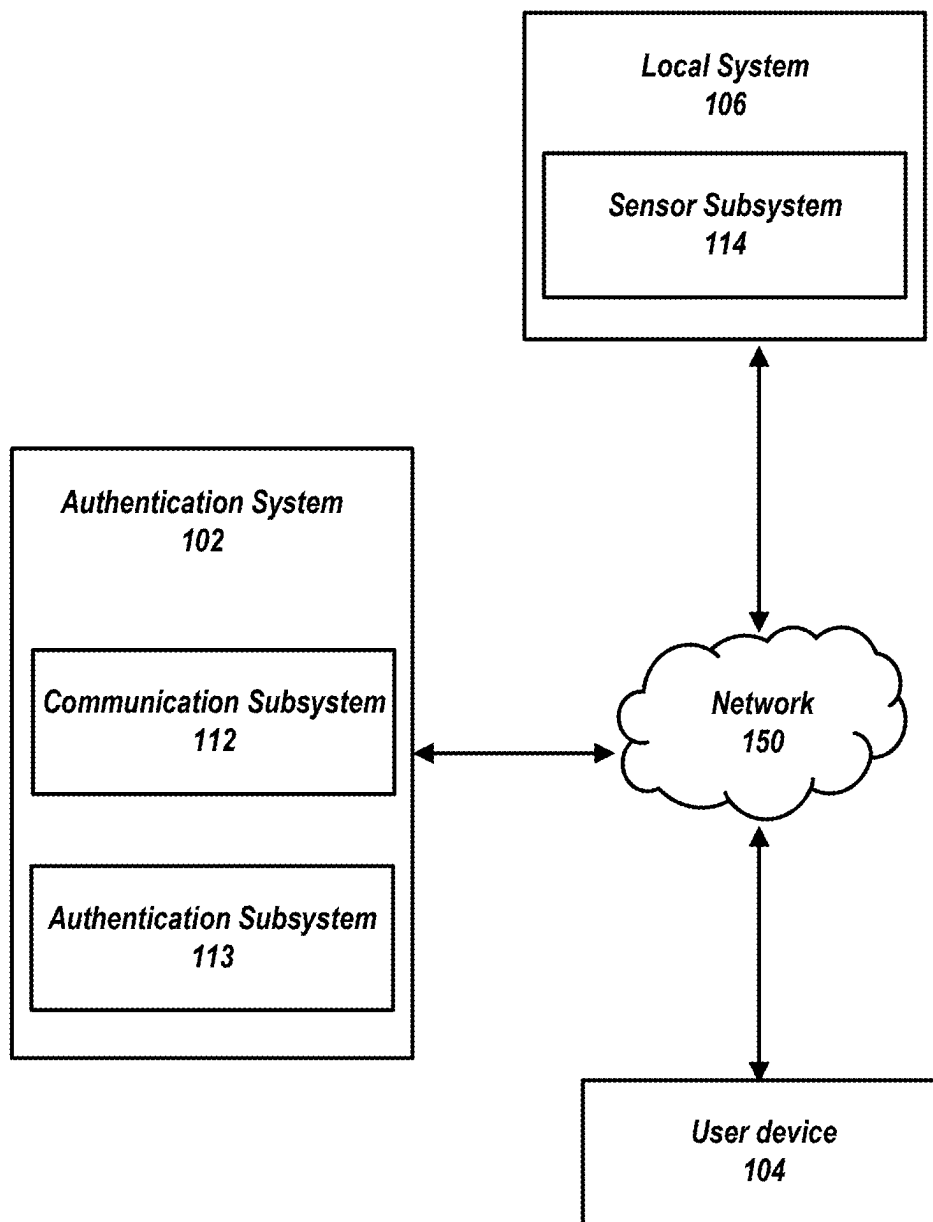 Local System
106
Sensor Subsystem
114
Authentication System
102
Communication Subsystem
112
Network
150
Authentication Subsystem
113
User device
104